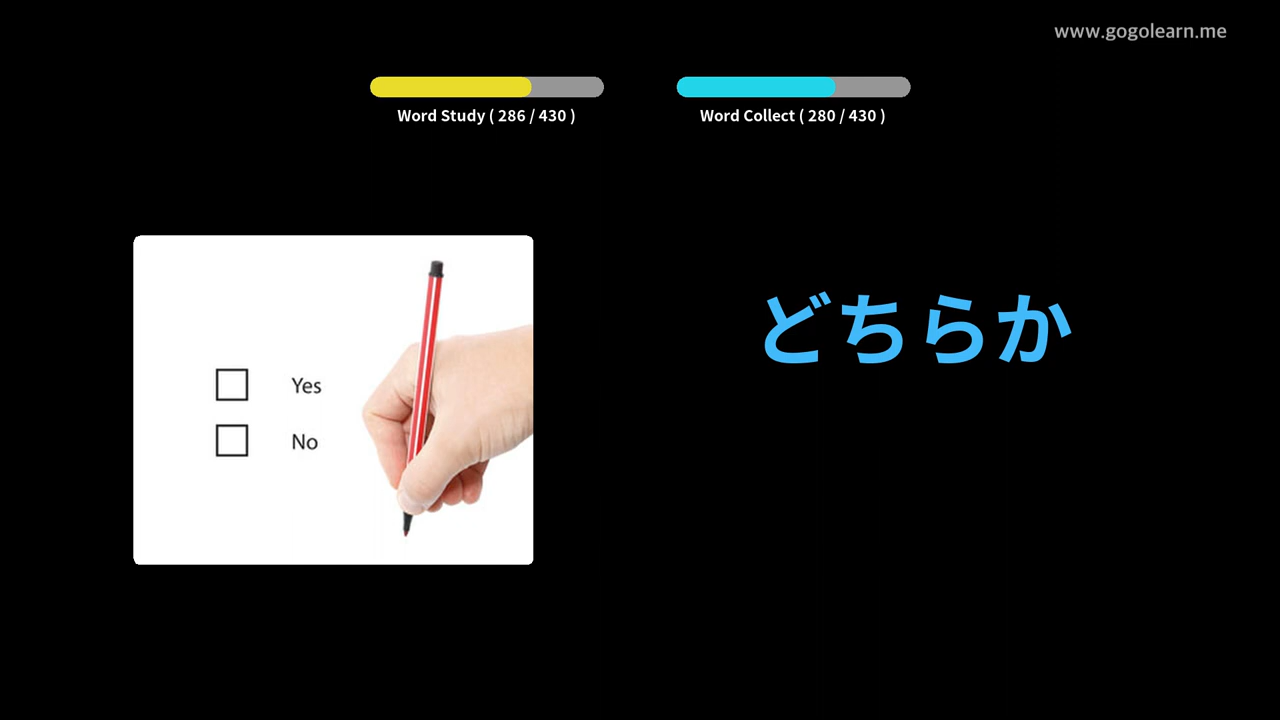 www.gogolearn.me
Word Study ( 286 / 430 )
Word Collect ( 280 / 430 )
Yes
No
どちらか